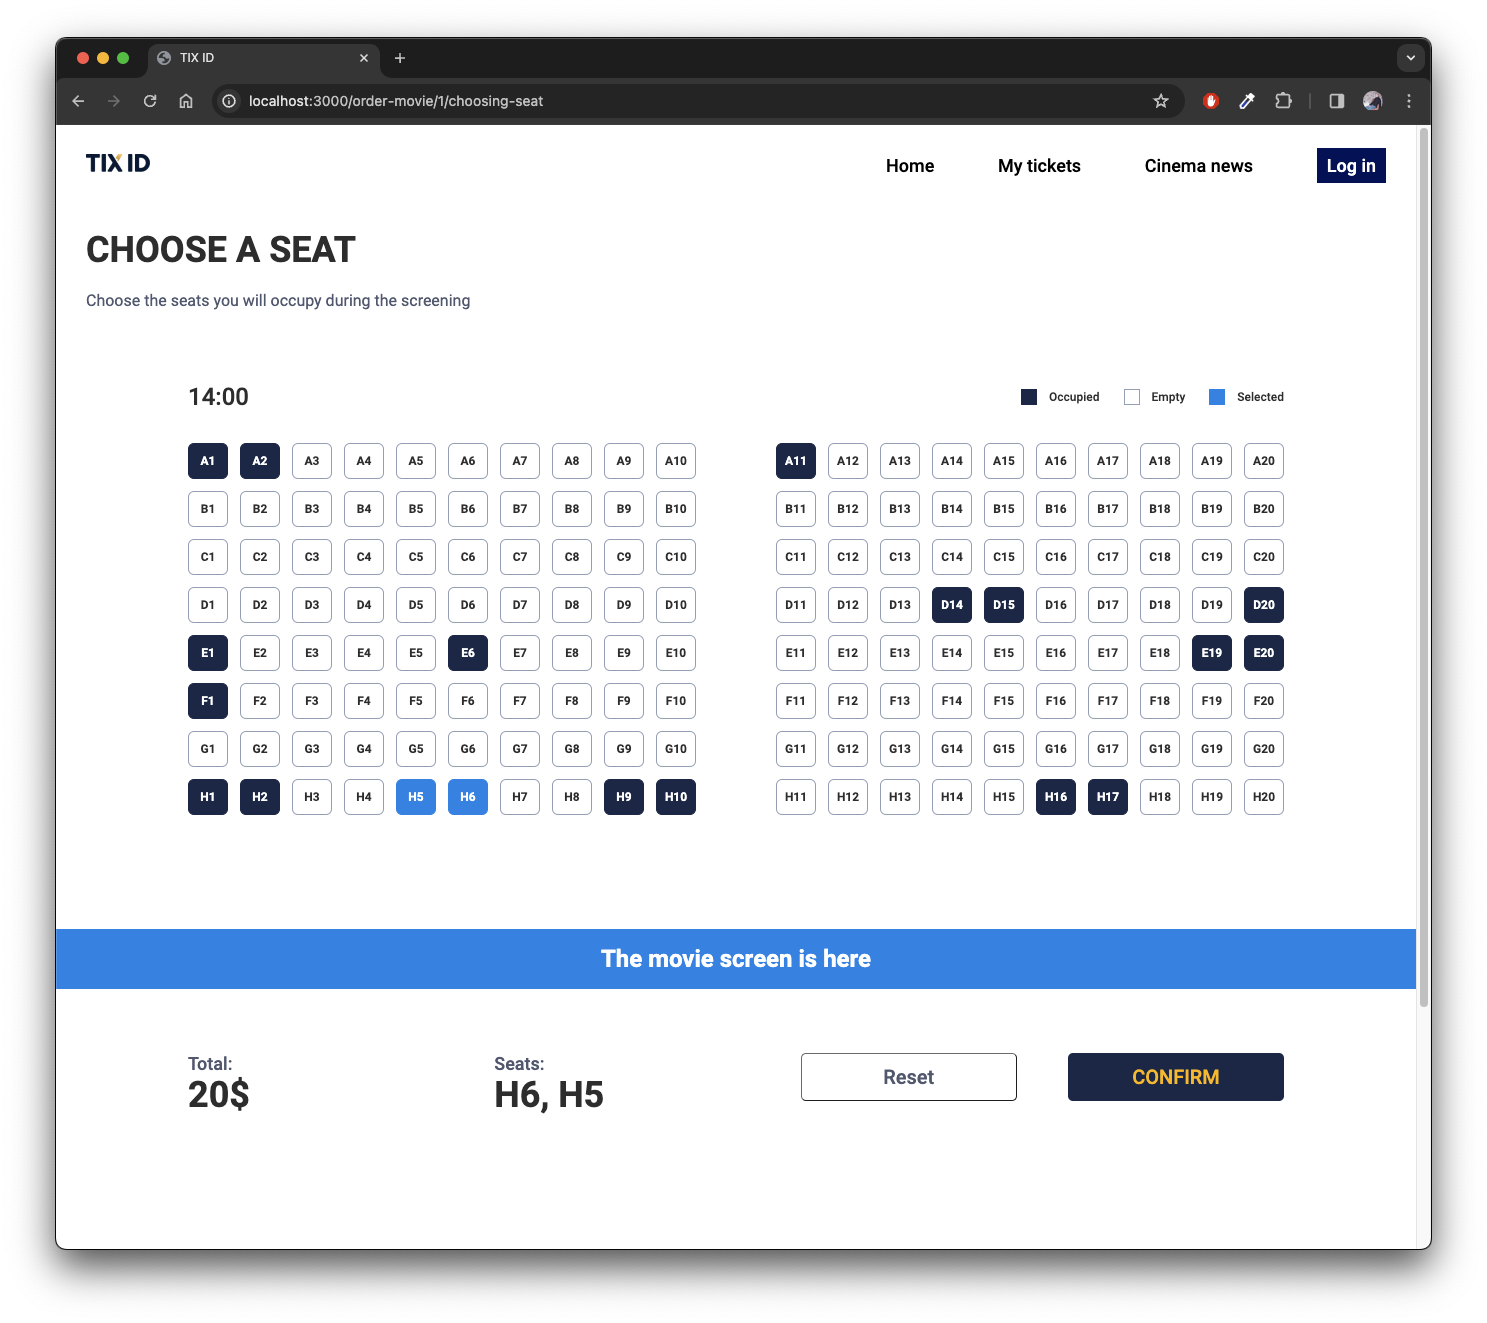 TIX ID
localhost:3000/order-movie/1/choosing-seat
TIX ID
Home My tickets Cinema news Log in
CHOOSE A SEAT
Choose the seats you will occupy during the screening
14:00 Occupied Empty Selected
A1 A2 A3 A4 A5 A6 A7 A8 A9 A10 A11 A12 A13 A14 A15 A16 A17 A18 A19 A20
B1 B2 B3 B4 B5 B6 B7 B8 B9 B10 B11 B12 B13 B14 B15 B16 B17 B18 B19 B20
C1 C2 C3 C4 C5 C6 C7 C8 C9 C10 C11 C12 C13 C14 C15 C16 C17 C18 C19 C20
D1 D2 D3 D4 D5 D6 D7 D8 D9 D10 D11 D12 D13 D14 D15 D16 D17 D18 D19 D20
E1 E2 E3 E4 E5 E6 E7 E8 E9 E10 E11 E12 E13 E14 E15 E16 E17 E18 E19 E20
F1 F2 F3 F4 F5 F6 F7 F8 F9 F10 F11 F12 F13 F14 F15 F16 F17 F18 F19 F20
G1 G2 G3 G4 G5 G6 G7 G8 G9 G10 G11 G12 G13 G14 G15 G16 G17 G18 G19 G20
H1 H2 H3 H4 H5 H6 H7 H8 H9 H10 H11 H12 H13 H14 H15 H16 H17 H18 H19 H20
The movie screen is here
Total: Seats:
20$ H6, H5
Reset CONFIRM